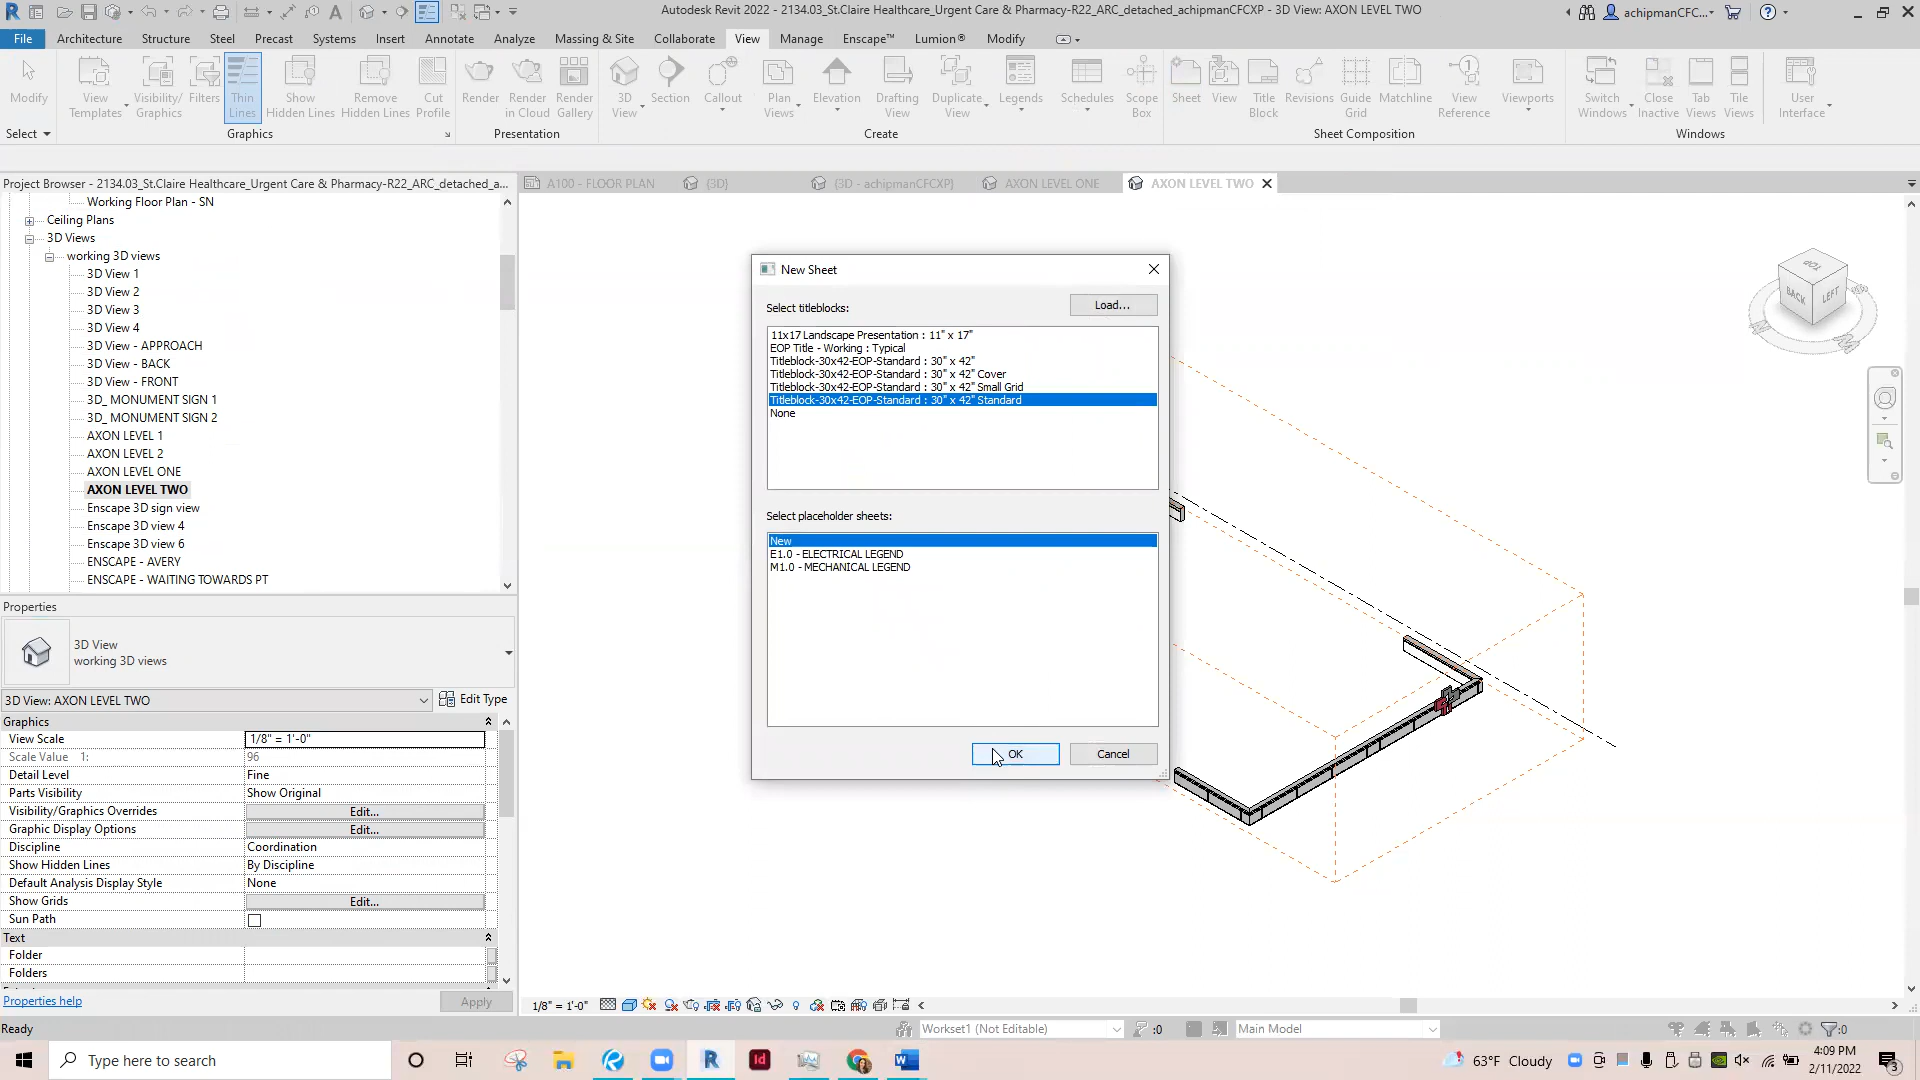 Autodesk Revit 2022 - 2134.03_St.Claire Healthcare_Urgent Care & Pharmacy-R22_ARC_detached_achipmanCFCXP - 3D View: AXON LEVEL TWO
achipmanCFC...
File Architecture Structure Steel Precast Systems Insert Annotate Analyze Massing & Site Collaborate View Manage Enscape™ Lumion® Modify
Modify
View Templates
Visibility/ Graphics
Filters
Thin Lines
Show Hidden Lines
Remove Hidden Lines
Cut Profile
Render
Render in Cloud
Render Gallery
3D View
Section
Callout
Plan Views
Elevation
Drafting View
Duplicate View
Legends
Schedules
Scope Box
Sheet
View
Title Block
Revisions
Guide Grid
Matchline
View Reference
Viewports
Switch Windows
Close Inactive
Tab Views
Tile Views
User Interface
Select Graphics Presentation Create Sheet Composition Windows
Project Browser - 2134.03_St.Claire Healthcare_Urgent Care & Pharmacy-R22_ARC_detached_a...
A100 - FLOOR PLAN {3D} {3D - achipmanCFCXP} AXON LEVEL ONE AXON LEVEL TWO
Working Floor Plan - SN
Ceiling Plans
3D Views
working 3D views
3D View 1
3D View 2
3D View 3
3D View 4
3D View - APPROACH
3D View - BACK
3D View - FRONT
3D_ MONUMENT SIGN 1
3D_ MONUMENT SIGN 2
AXON LEVEL 1
AXON LEVEL 2
AXON LEVEL ONE
AXON LEVEL TWO
Enscape 3D sign view
Enscape 3D view 4
Enscape 3D view 6
ENSCAPE - AVERY
ENSCAPE - WAITING TOWARDS PT
Properties
3D View
working 3D views
3D View: AXON LEVEL TWO Edit Type
Graphics
View Scale 1/8" = 1'-0"
Scale Value 1: 96
Detail Level Fine
Parts Visibility Show Original
Visibility/Graphics Overrides Edit...
Graphic Display Options Edit...
Discipline Coordination
Show Hidden Lines By Discipline
Default Analysis Display Style None
Show Grids Edit...
Sun Path
Text
Folder
Folders
Properties help Apply
New Sheet
Select titleblocks: Load...
11x17 Landscape Presentation : 11" x 17"
EOP Title - Working : Typical
Titleblock-30x42-EOP-Standard : 30" x 42"
Titleblock-30x42-EOP-Standard : 30" x 42" Cover
Titleblock-30x42-EOP-Standard : 30" x 42" Small Grid
Titleblock-30x42-EOP-Standard : 30" x 42" Standard
None
Select placeholder sheets:
New
E1.0 - ELECTRICAL LEGEND
M1.0 - MECHANICAL LEGEND
OK Cancel
TOP
BACK LEFT
1/8" = 1'-0"
Ready
Workset1 (Not Editable) :0 Main Model :0
Type here to search
63°F Cloudy
4:09 PM
2/11/2022
3